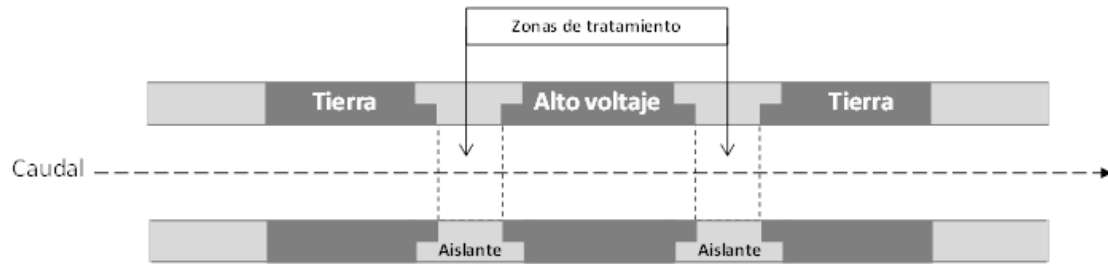 Zonas de tratamiento
Tierra
Alto voltaje
Tierra
Caudal
Aislante
Aislante